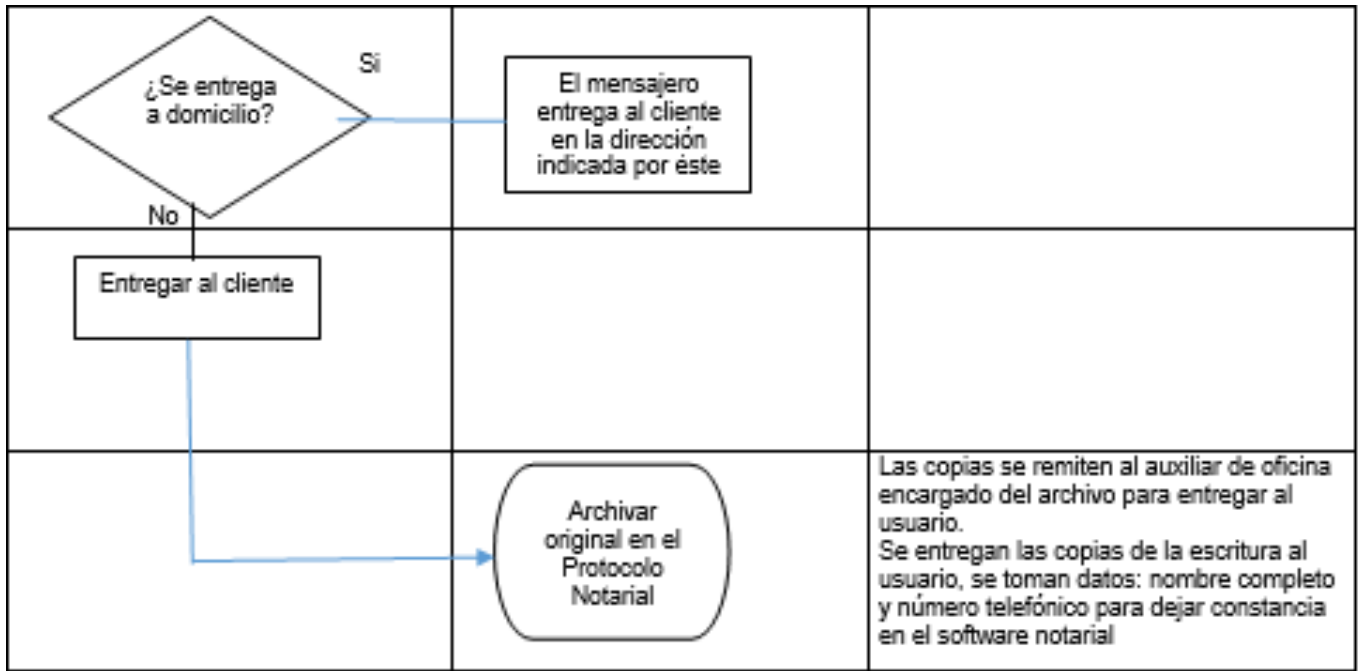 ¿Se entrega
a domicilio?
Si
El mensajero
entrega al cliente
en la dirección
indicada por éste
No
Entregar al cliente
Archivar
original en el
Protocolo
Notarial
Las copias se remiten al auxiliar de oficina
encargado del archivo para entregar al
usuario.
Se entregan las copias de la escritura al
usuario, se toman datos: nombre completo
y número telefónico para dejar constancia
en el software notarial